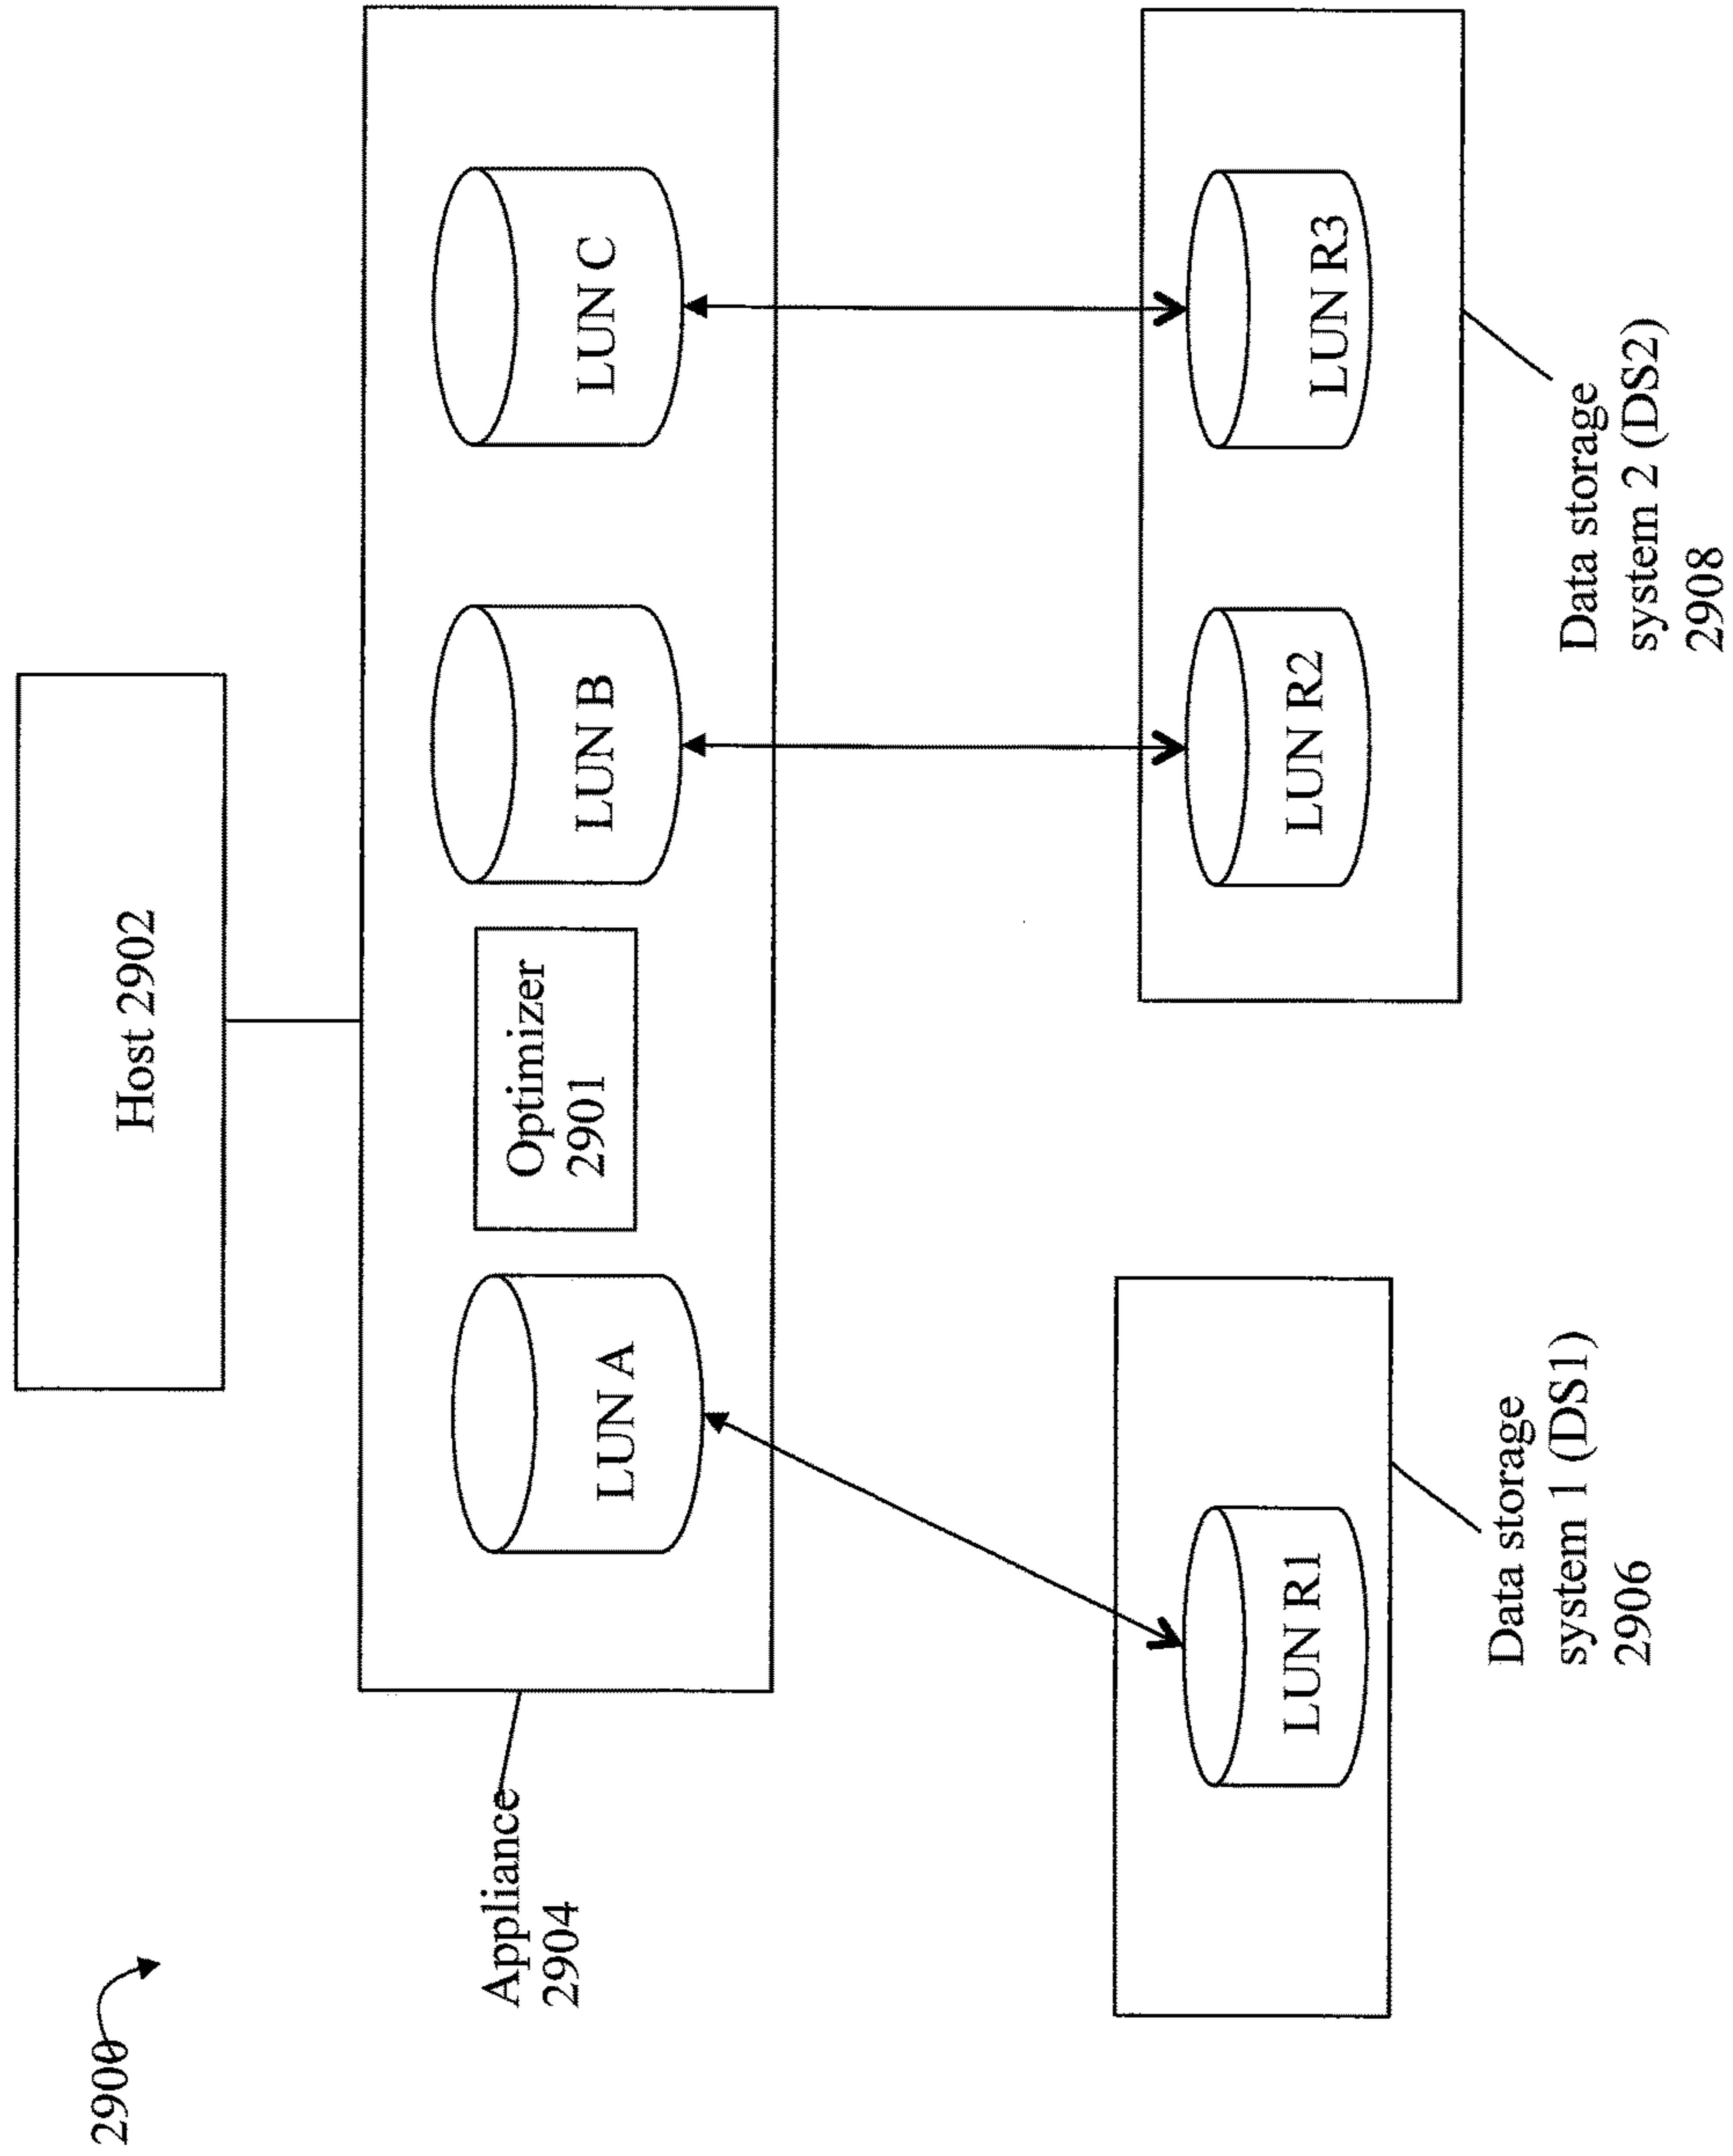 2900
Host 2902
Appliance
2904
LUN A
Optimizer
2901
LUN B
LUN C
LUN R1
LUN R2
LUN R3
Data storage
system 1 (DS1)
2906
Data storage
system 2 (DS2)
2908